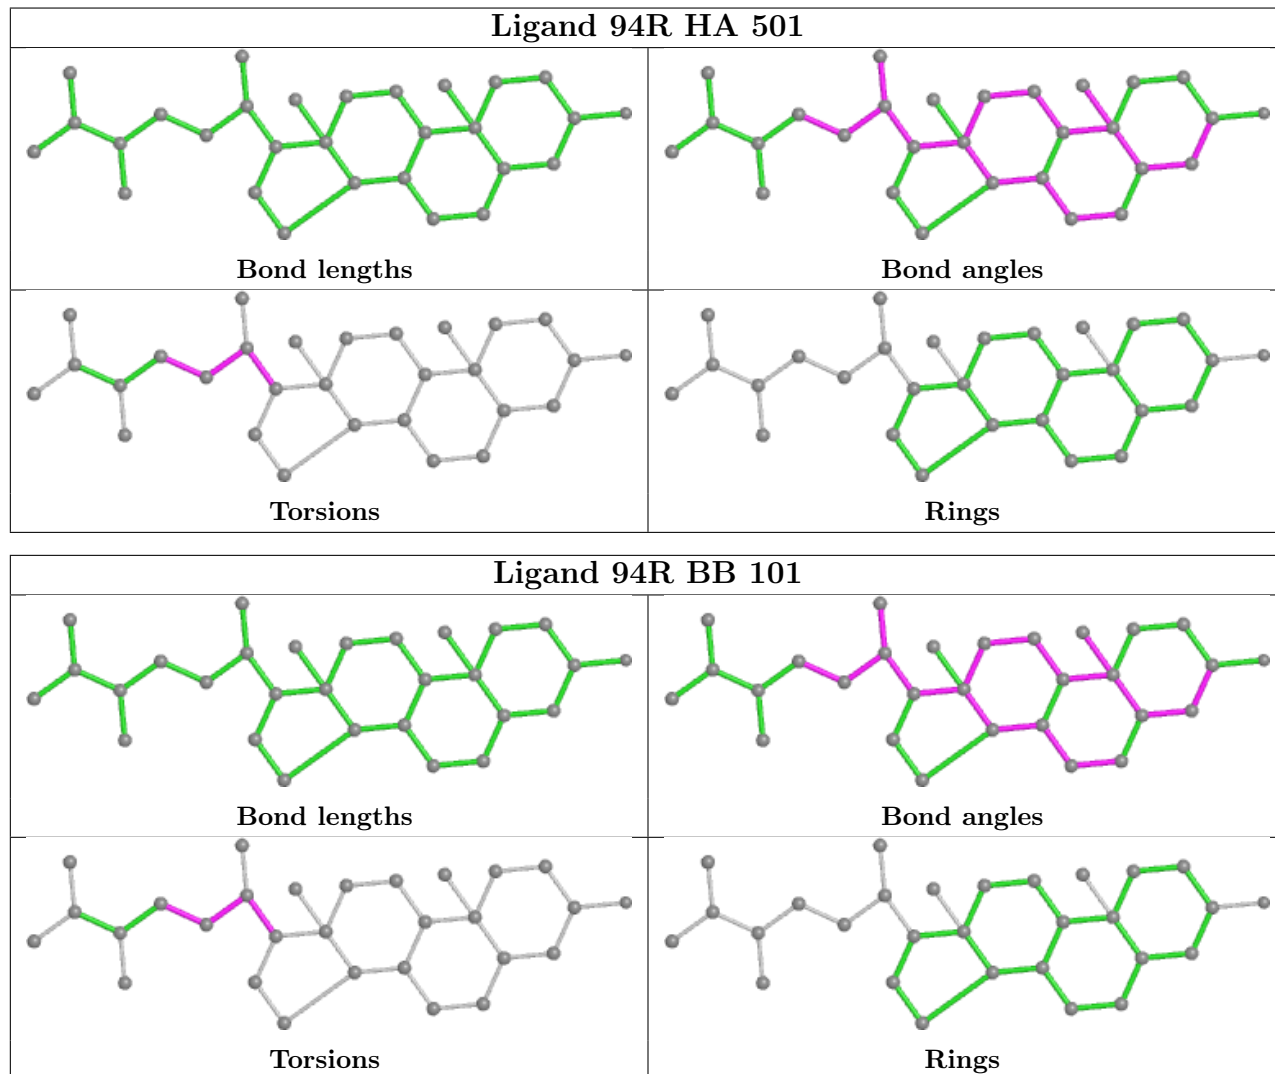 Ligand 94R HA 501
Bond lengths
Bond angles
Torsions
Rings
Ligand 94R BB 101
Bond lengths
Bond angles
Torsions
Rings